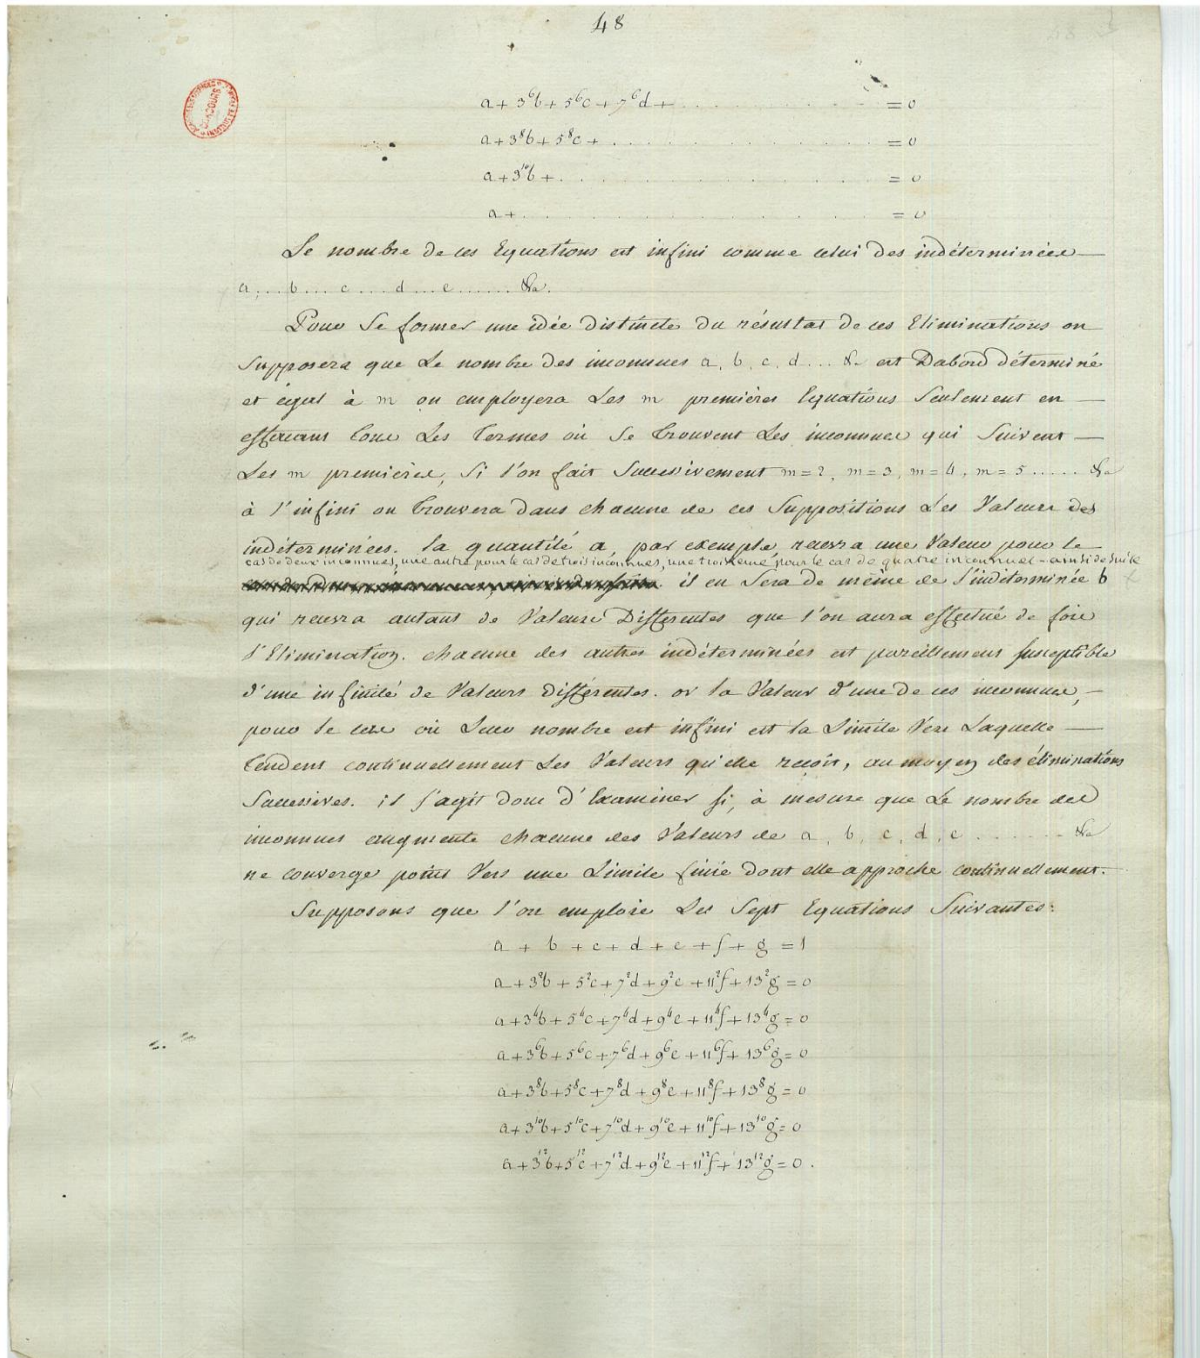 48
a + 3⁶b + 5⁶c + 7⁶d + . . . . . . . . . . = 0
a + 3⁸b + 5⁸c + . . . . . . . . . . . . = 0
a + 3¹⁰b + . . . . . . . . . . . . . . = 0
a + . . . . . . . . . . . . . . . . = 0
Le nombre de ces Equations est infini comme celui des indéterminées —
a, ... b ... c ... d ... e ...... &a.
Pour se former une idée distincte du résultat de ces Eliminations on
Supposera que Le nombre des inconnues a, b, c, d ... &a est Dabord déterminé
et égal à m on employera Les m premières Equations Seulement en —
effacant tous Les termes où se trouvent Les inconnues qui Suivent —
Les m premières, Si l'on fait Successivement m = 2, m = 3, m = 4, m = 5 ..... &a
à l'infini on trouvera dans chacune de ces Suppositions Les Valeurs des
indéterminées. la quantité a, par exemple, recevra une Valeur pour le —
cas de deux inconnues, une autre pour le cas de trois inconnues, une troisieme pour le cas de quatre inconnues - ainsi de suite
il en Sera de même de l'indéterminée b
qui recevra autant de Valeurs Differentes que l'on aura effectué de fois
l'Elimination. chacune des autres indéterminées est pareillement susceptible
d'une infinité de Valeurs différentes. or la Valeur d'une de ces inconnues, —
pour le cas où Leur nombre est infini est la Limite Vers Laquelle —
tendent continuellement Les Valeurs qu'elle reçoit, au moyen des éliminations
Successives. il s'agit donc d'Examiner si, à mesure que Le nombre des
inconnues augmente chacune des Valeurs de a, b, c, d, e ....... &a
ne converge point Vers une Limite finie dont elle approche continuellement.
Supposons que l'on emploie Les Sept Equations Suivantes:
a + b + c + d + e + f + g = 1
a + 3²b + 5²c + 7²d + 9²e + 11²f + 13²g = 0
a + 3⁴b + 5⁴c + 7⁴d + 9⁴e + 11⁴f + 13⁴g = 0
a + 3⁶b + 5⁶c + 7⁶d + 9⁶e + 11⁶f + 13⁶g = 0
a + 3⁸b + 5⁸c + 7⁸d + 9⁸e + 11⁸f + 13⁸g = 0
a + 3¹⁰b + 5¹⁰c + 7¹⁰d + 9¹⁰e + 11¹⁰f + 13¹⁰g = 0
a + 3¹²b + 5¹²c + 7¹²d + 9¹²e + 11¹²f + 13¹²g = 0.